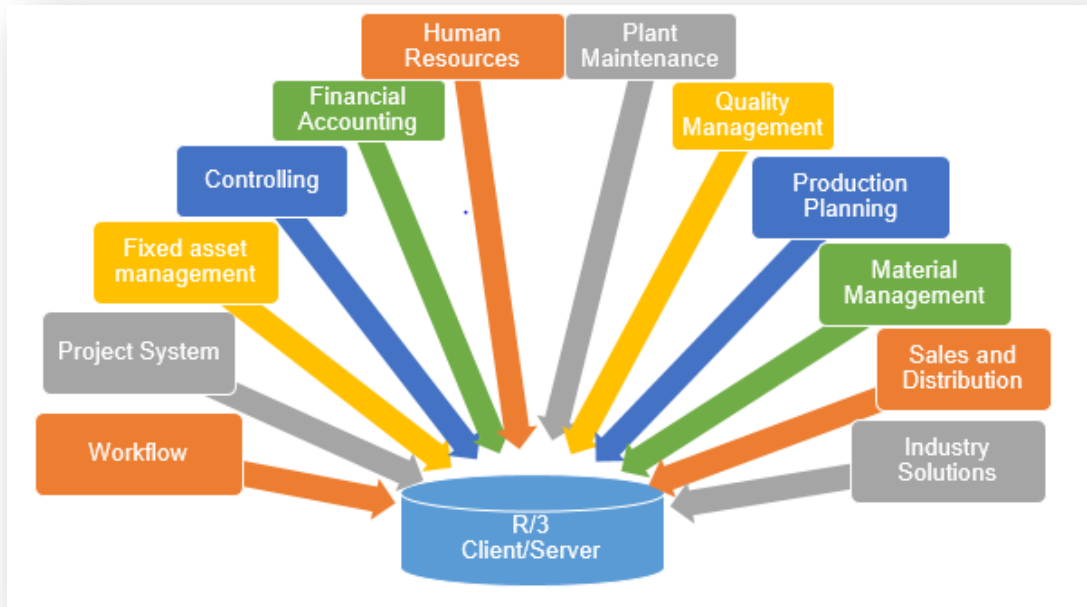 Human
Resources
Plant
Maintenance
Financial
Accounting
Quality
Management
Controlling
Production
Planning
Fixed asset
management
Material
Management
Project System
Sales and
Distribution
Workflow
Industry
Solutions
R/3
Client/Server